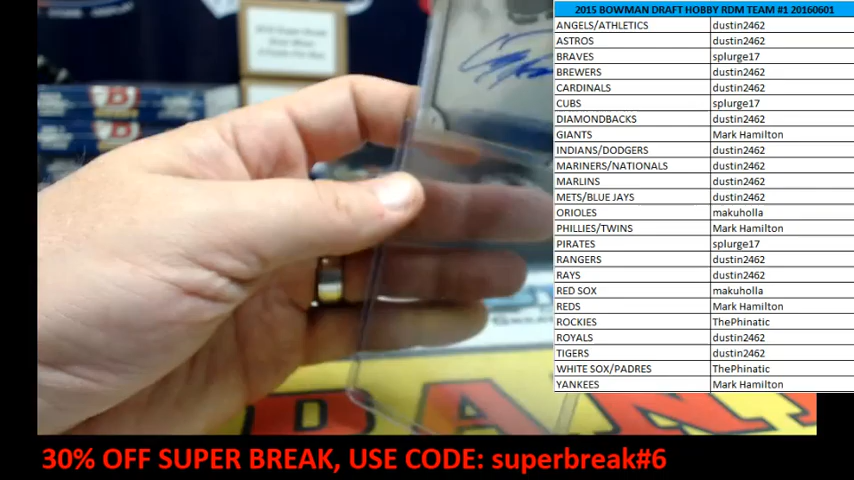 2015 BOWMAN DRAFT HOBBY RDM TEAM #1 20160601
ANGELS/ATHLETICS dustin2462
ASTROS dustin2462
BRAVES splurge17
BREWERS dustin2462
CARDINALS dustin2462
CUBS splurge17
DIAMONDBACKS dustin2462
GIANTS Mark Hamilton
INDIANS/DODGERS dustin2462
MARINERS/NATIONALS dustin2462
MARLINS dustin2462
METS/BLUE JAYS dustin2462
ORIOLES makuholla
PHILLIES/TWINS Mark Hamilton
PIRATES splurge17
RANGERS dustin2462
RAYS dustin2462
RED SOX makuholla
REDS Mark Hamilton
ROCKIES ThePhinatic
ROYALS dustin2462
TIGERS dustin2462
WHITE SOX/PADRES ThePhinatic
YANKEES Mark Hamilton
30% OFF SUPER BREAK, USE CODE: superbreak#6